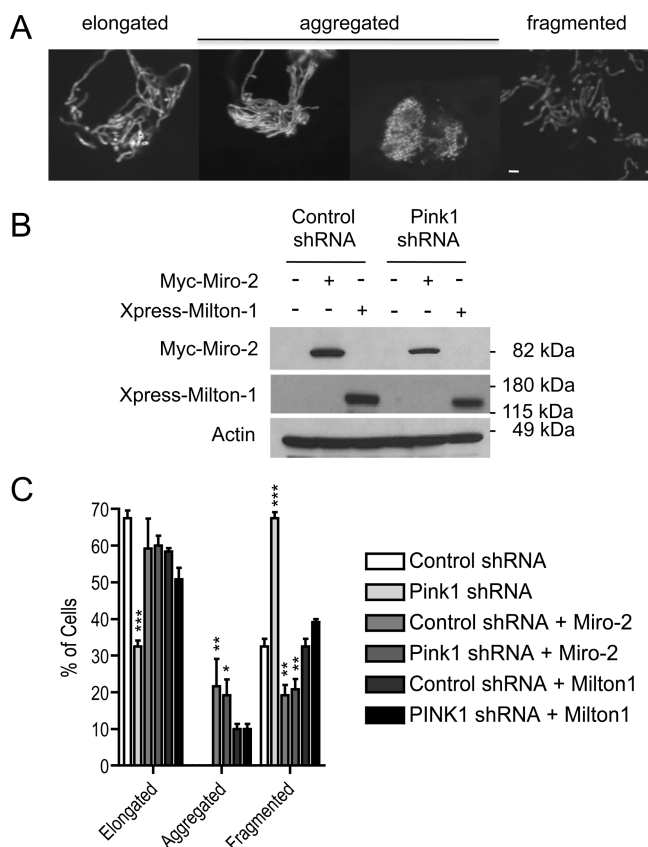 A
elongated
aggregated
fragmented
B
Control
shRNA
Pink1
shRNA
Myc-Miro-2 - + - - + -
Xpress-Milton-1 - - + - - +
Myc-Miro-2
- 82 kDa
Xpress-Milton-1
- 180 kDa
- 115 kDa
Actin
- 49 kDa
C
% of Cells
70
60
50
40
30
20
10
0
***
**
*
***
**
**
Elongated
Aggregated
Fragmented
Control shRNA
Pink1 shRNA
Control shRNA + Miro-2
Pink1 shRNA + Miro-2
Control shRNA + Milton1
PINK1 shRNA + Milton1